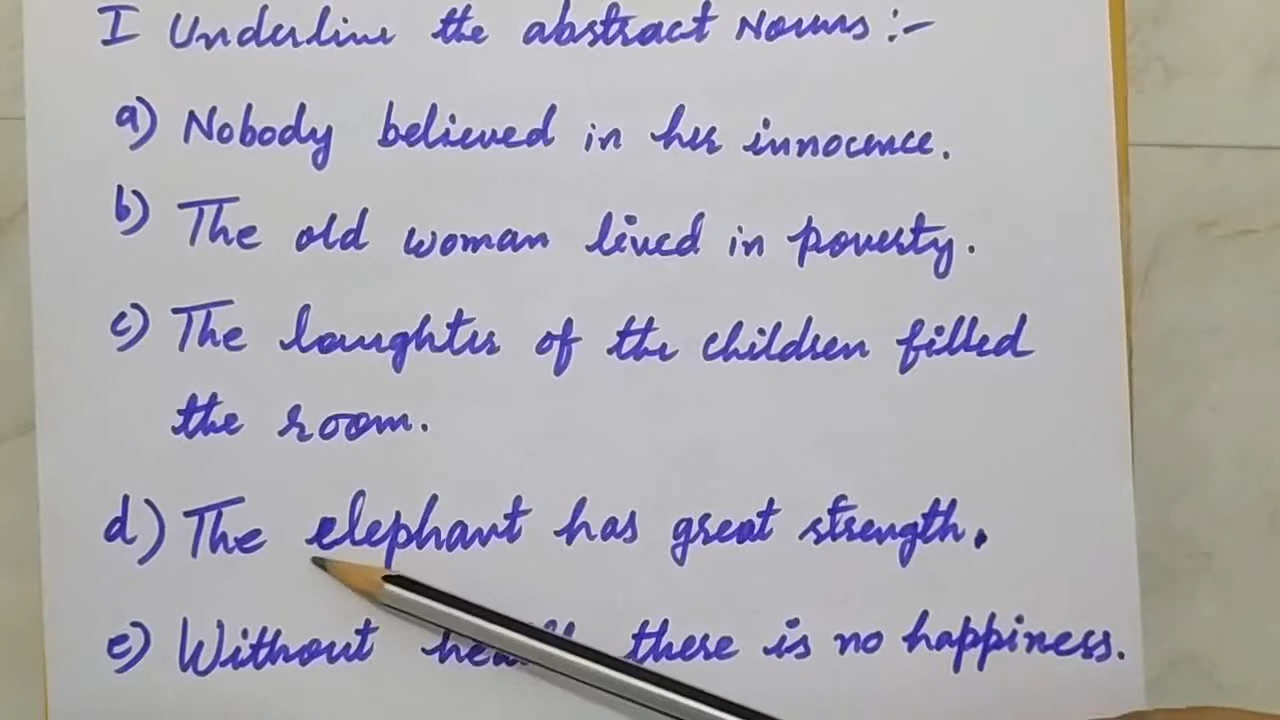 I Underline the abstract Nouns :-
a) Nobody believed in her innocence.
b) The old woman lived in poverty.
c) The laughter of the children filled
the room.
d) The elephant has great strength.
e) Without there is no happiness.